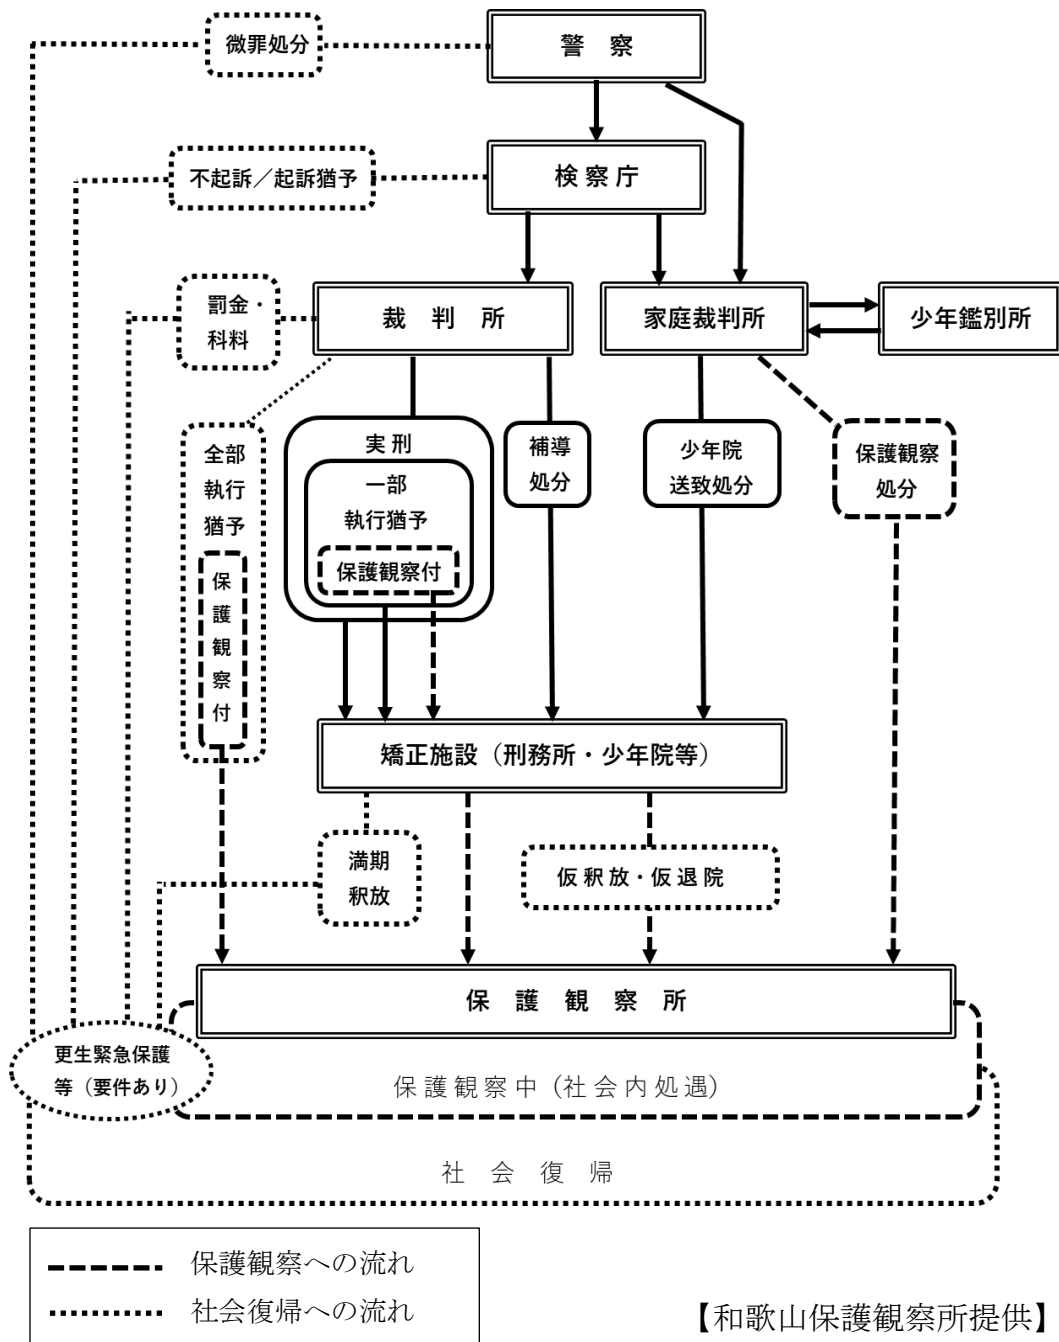 微罪処分
警察
不起訴／起訴猶予
検察庁
罰金・
科料
裁判所
家庭裁判所
少年鑑別所
全部
執行
猶予
保
護
観
察
付
実刑
一部
執行猶予
保護観察付
補導
処分
少年院
送致処分
保護観察
処分
矯正施設（刑務所・少年院等）
満期
釈放
仮釈放・仮退院
保護観察所
更生緊急保護
等（要件あり）
保護観察中（社会内処遇）
社会復帰
保護観察への流れ
社会復帰への流れ
【和歌山保護観察所提供】